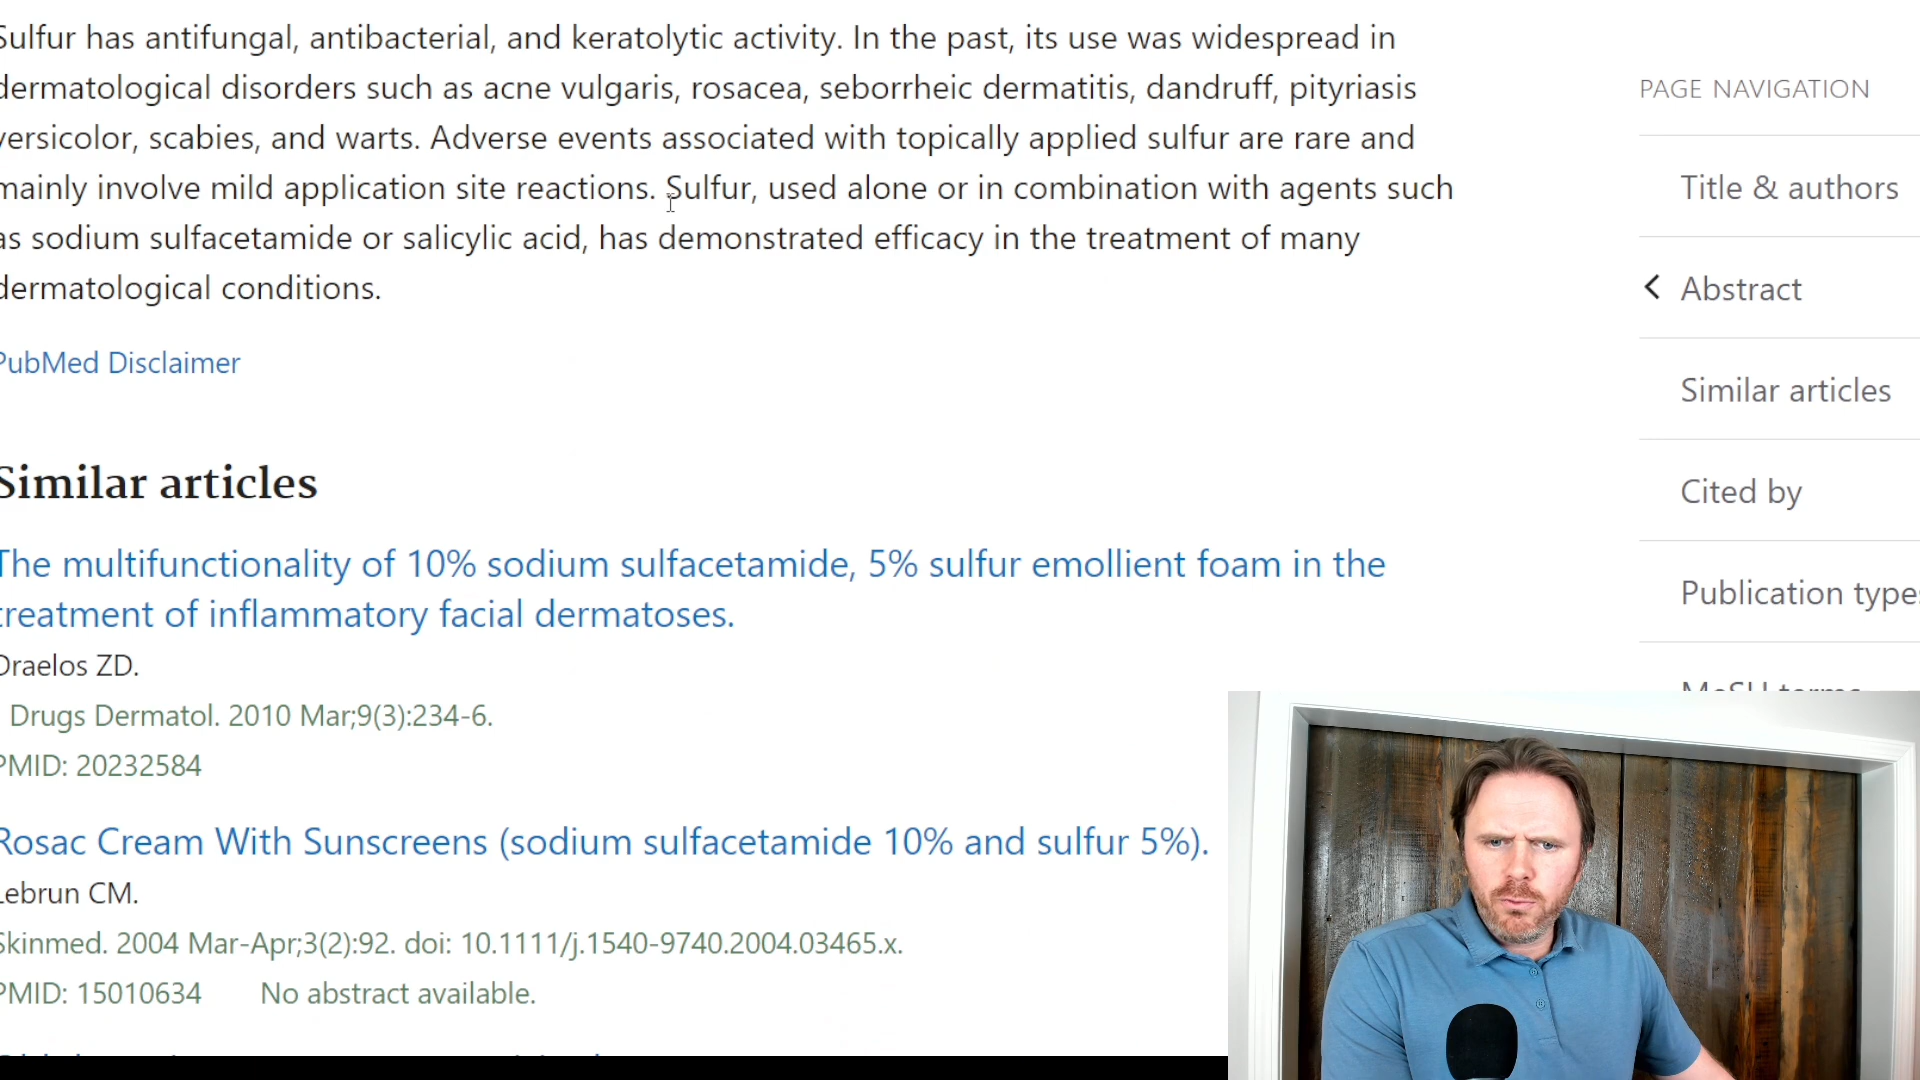 Sulfur has antifungal, antibacterial, and keratolytic activity. In the past, its use was widespread in
dermatological disorders such as acne vulgaris, rosacea, seborrheic dermatitis, dandruff, pityriasis
versicolor, scabies, and warts. Adverse events associated with topically applied sulfur are rare and
mainly involve mild application site reactions. Sulfur, used alone or in combination with agents such
as sodium sulfacetamide or salicylic acid, has demonstrated efficacy in the treatment of many
dermatological conditions.
PubMed Disclaimer
Similar articles
The multifunctionality of 10% sodium sulfacetamide, 5% sulfur emollient foam in the
treatment of inflammatory facial dermatoses.
Draelos ZD.
Drugs Dermatol. 2010 Mar;9(3):234-6.
PMID: 20232584
Rosac Cream With Sunscreens (sodium sulfacetamide 10% and sulfur 5%).
Lebrun CM.
Skinmed. 2004 Mar-Apr;3(2):92. doi: 10.1111/j.1540-9740.2004.03465.x.
PMID: 15010634 No abstract available.
PAGE NAVIGATION
Title & authors
Abstract
Similar articles
Cited by
Publication types
MeSH terms